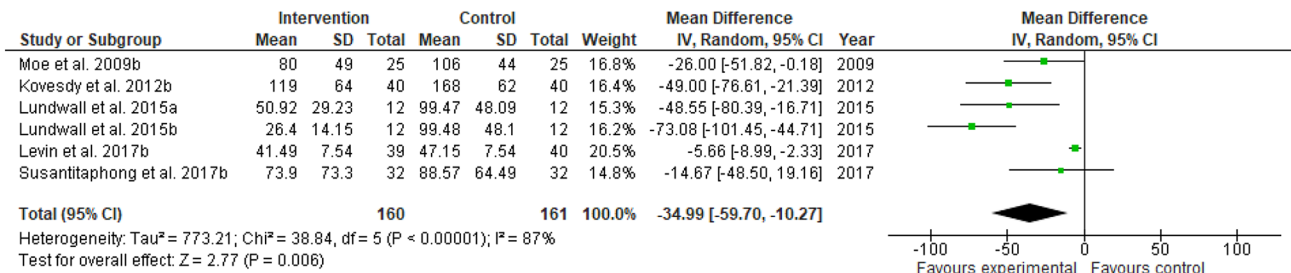 Intervention Control Mean Difference Mean Difference
Study or Subgroup Mean SD Total Mean SD Total Weight IV, Random, 95% CI Year IV, Random, 95% CI
Moe et al. 2009b 80 49 25 106 44 25 16.8% -26.00 [-51.82, -0.18] 2009
Kovesdy et al. 2012b 119 64 40 168 62 40 16.4% -49.00 [-76.61, -21.39] 2012
Lundwall et al. 2015a 50.92 29.23 12 99.47 48.09 12 15.3% -48.55 [-80.39, -16.71] 2015
Lundwall et al. 2015b 26.4 14.15 12 99.48 48.1 12 16.2% -73.08 [-101.45, -44.71] 2015
Levin et al. 2017b 41.49 7.54 39 47.15 7.54 40 20.5% -5.66 [-8.99, -2.33] 2017
Susantitaphong et al. 2017b 73.9 73.3 32 88.57 64.49 32 14.8% -14.67 [-48.50, 19.16] 2017
Total (95% CI) 160 161 100.0% -34.99 [-59.70, -10.27]
Heterogeneity: Tau² = 773.21; Chi² = 38.84, df = 5 (P < 0.00001); I² = 87%
Test for overall effect: Z = 2.77 (P = 0.006)
-100 -50 0 50 100
Favours experimental Favours control